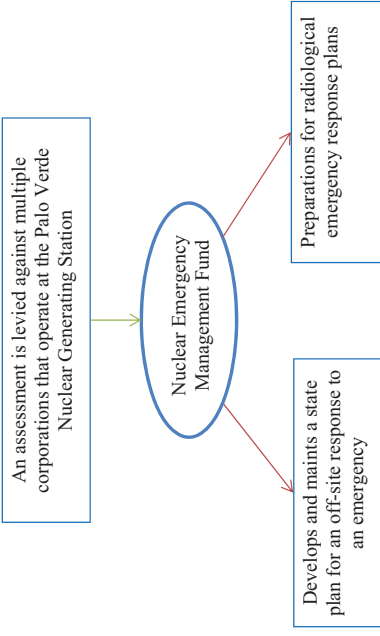 An assessment is levied against multiple
corporations that operate at the Palo Verde
Nuclear Generating Station
Nuclear Emergency
Management Fund
Develops and maints a state
plan for an off-site response to
an emergency
Preparations for radiological
emergency response plans